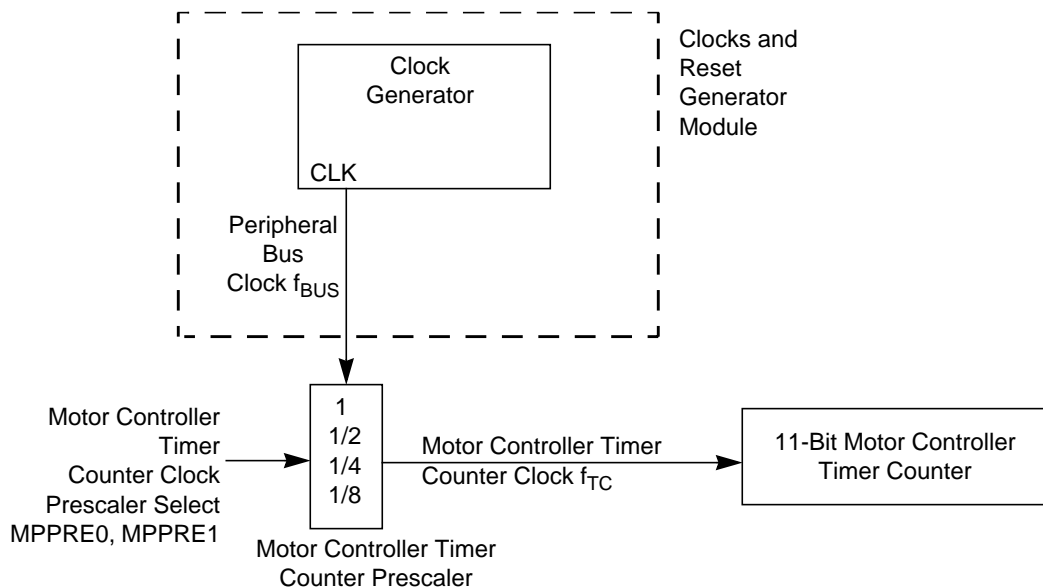 Clocks and
Reset
Generator
Module
Clock
Generator
CLK
Peripheral
Bus
Clock fBUS
Motor Controller
Timer
Counter Clock
Prescaler Select
MPPRE0, MPPRE1
1
1/2
1/4
1/8
Motor Controller Timer
Counter Prescaler
Motor Controller Timer
Counter Clock fTC
11-Bit Motor Controller
Timer Counter